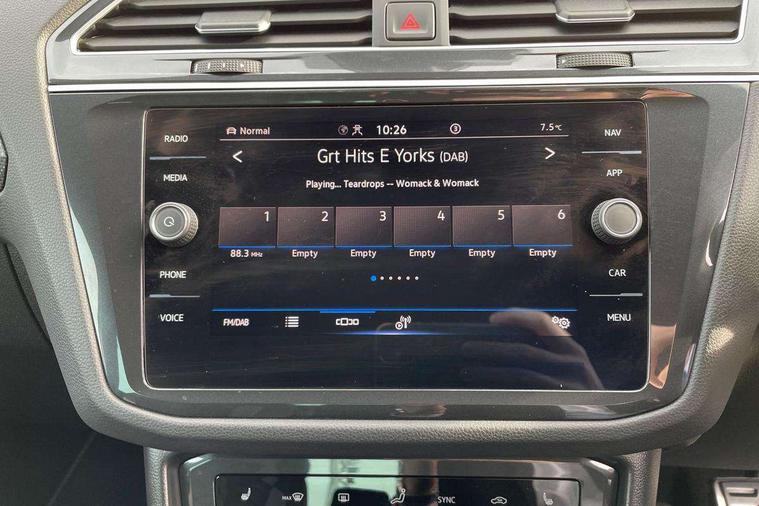 RADIO
MEDIA
PHONE
VOICE
Normal
10:26
3
7.5°C
< Grt Hits E Yorks (DAB) >
Playing... Teardrops -- Womack & Womack
1 2 3 4 5 6
88.3 MHz Empty Empty Empty Empty Empty
FM/DAB
NAV
APP
CAR
MENU
MAX
SYNC